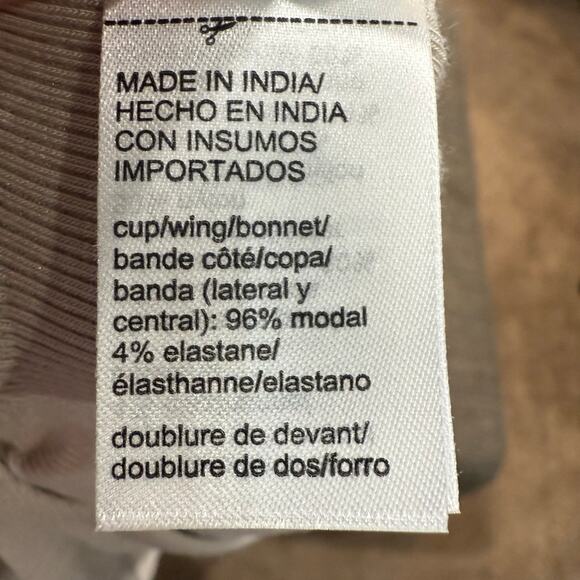 MADE IN INDIA/
HECHO EN INDIA
CON INSUMOS
IMPORTADOS
cup/wing/bonnet/
bande côté/copa/
banda (lateral y
central): 96% modal
4% elastane/
élasthanne/elastano
doublure de devant/
doublure de dos/forro